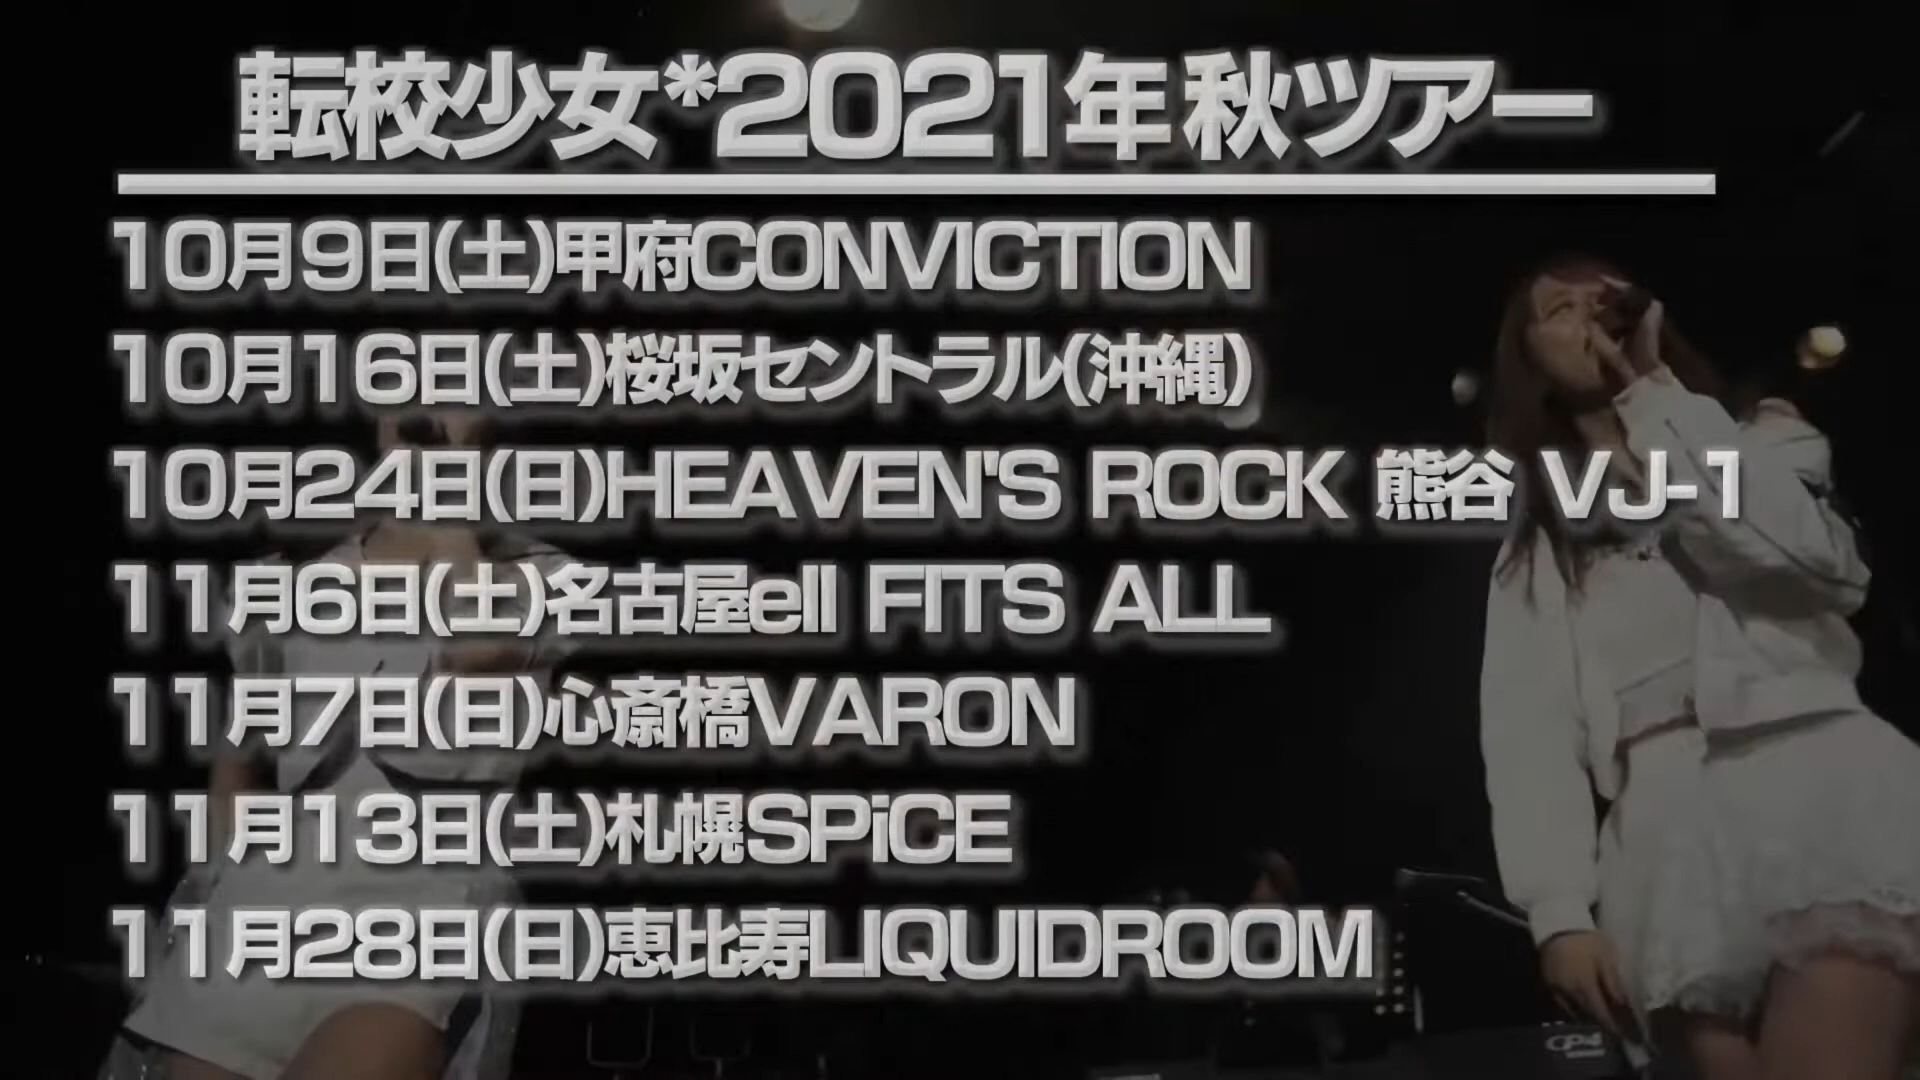 転校少女*2021年 秋ツアー
10月9日(土)甲府CONVICTION
10月16日(土)桜坂セントラル(沖縄)
10月24日(日)HEAVEN'S ROCK 熊谷 VJ-1
11月6日(土)名古屋ell FITS ALL
11月7日(日)心斎橋VARON
11月13日(土)札幌SPiCE
11月28日(日)恵比寿LIQUIDROOM